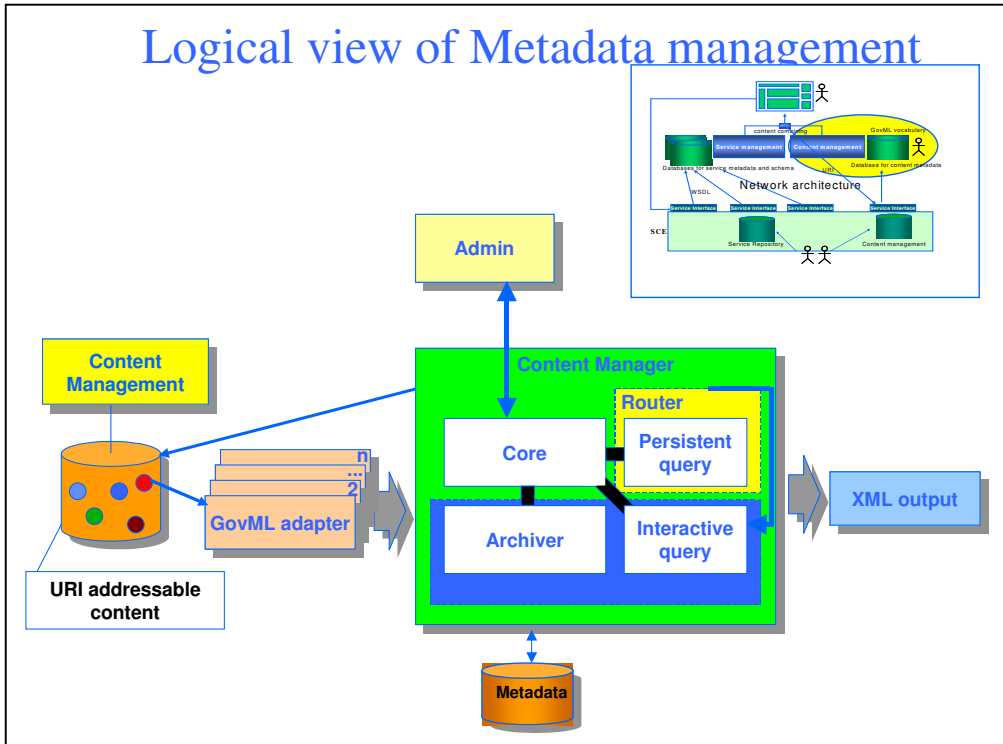 Logical view of Metadata management
content compiling
GovML vocabulary
Service management
Content management
Databases for service metadata and schema
URI
Database for content metadata
Network architecture
WSDL
Service Interface
Service Interface
Service Interface
Service Interface
SCE
Service Repository
Content management
Admin
Content
Management
Content Manager
Router
Core
Persistent
query
n
...
2
GovML adapter
XML output
Archiver
Interactive
query
URI addressable
content
Metadata